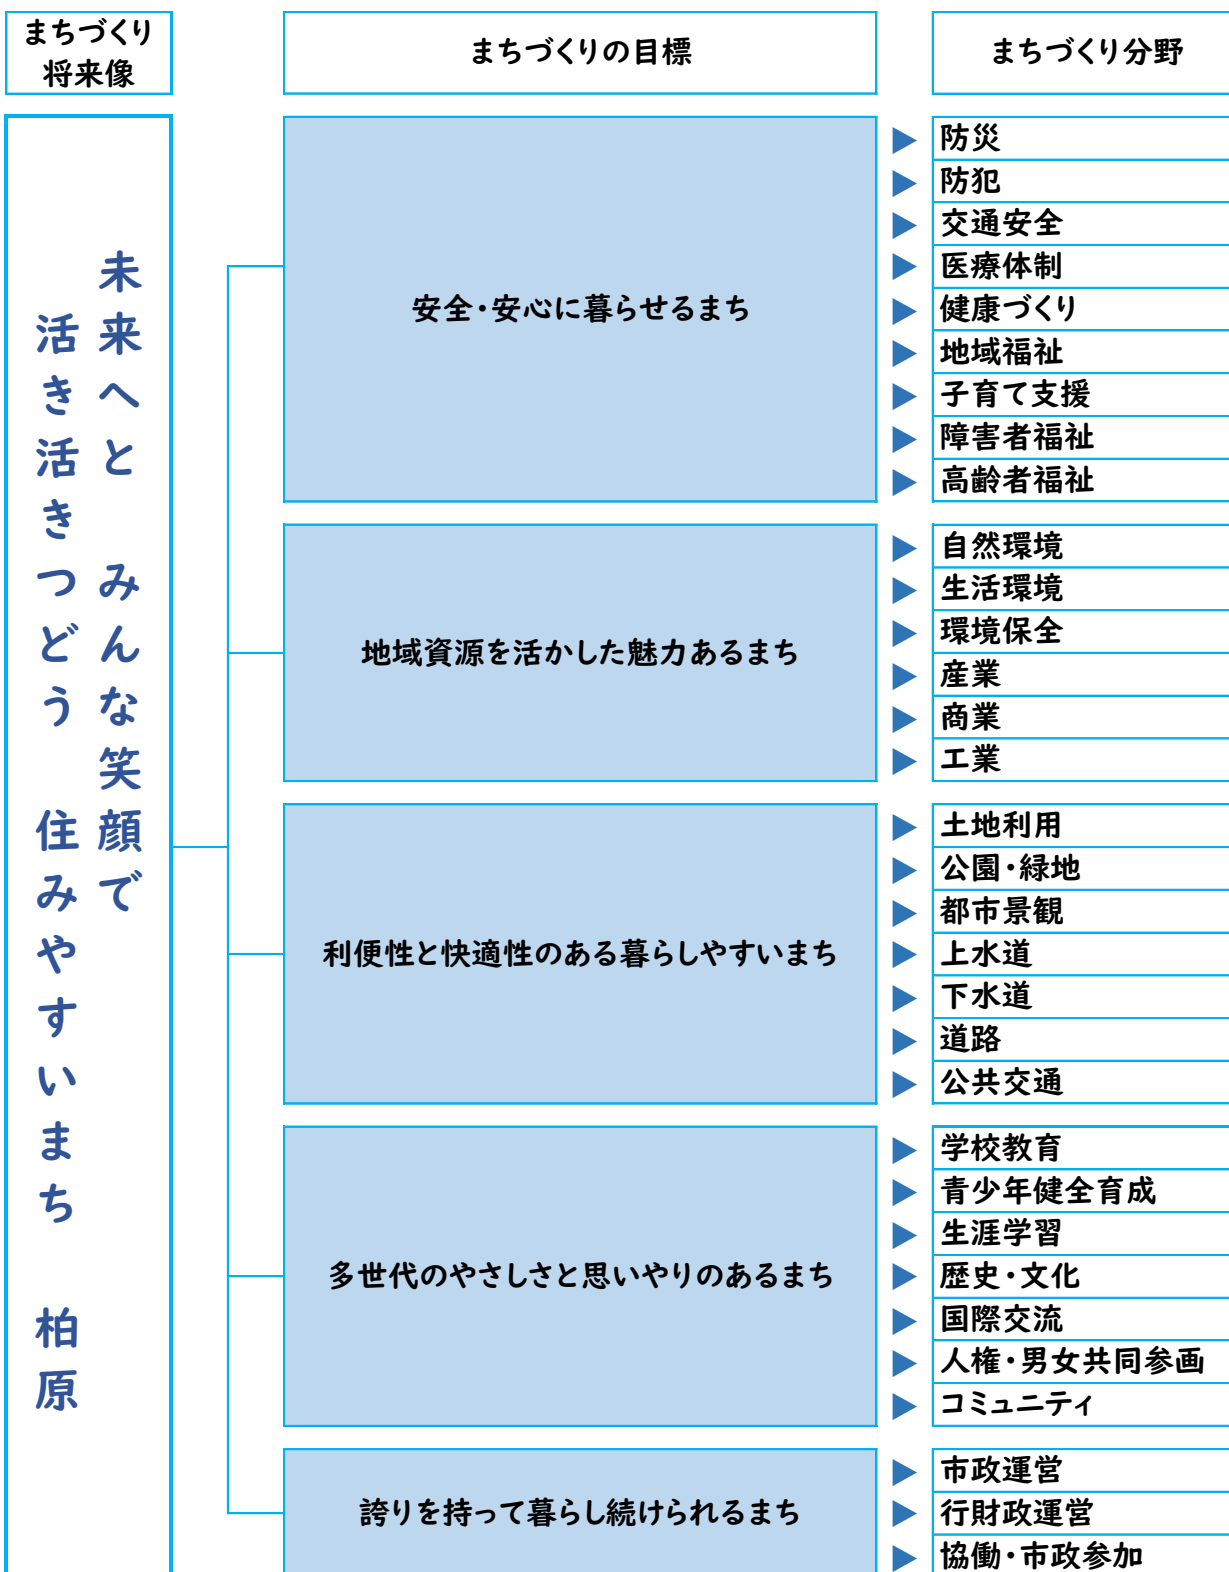 まちづくり
将来像
まちづくりの目標
まちづくり分野
未来へと　みんな笑顔で
活き活きつどう　住みやすいまち　柏原
安全・安心に暮らせるまち
防災
防犯
交通安全
医療体制
健康づくり
地域福祉
子育て支援
障害者福祉
高齢者福祉
地域資源を活かした魅力あるまち
自然環境
生活環境
環境保全
産業
商業
工業
利便性と快適性のある暮らしやすいまち
土地利用
公園・緑地
都市景観
上水道
下水道
道路
公共交通
多世代のやさしさと思いやりのあるまち
学校教育
青少年健全育成
生涯学習
歴史・文化
国際交流
人権・男女共同参画
コミュニティ
誇りを持って暮らし続けられるまち
市政運営
行財政運営
協働・市政参加